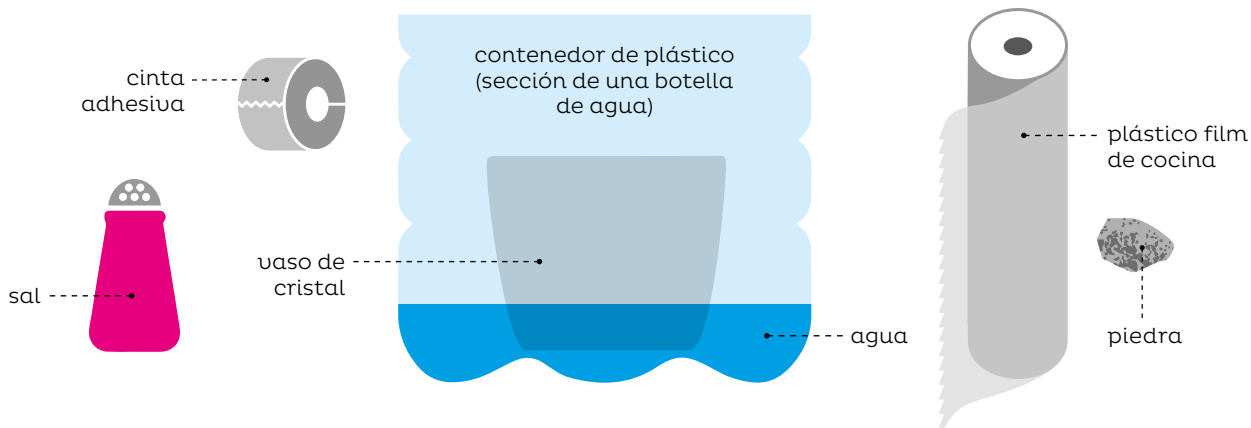 cinta
adhesiva
contenedor de plástico
(sección de una botella
de agua)
plástico film
de cocina
vaso de
cristal
sal
agua
piedra